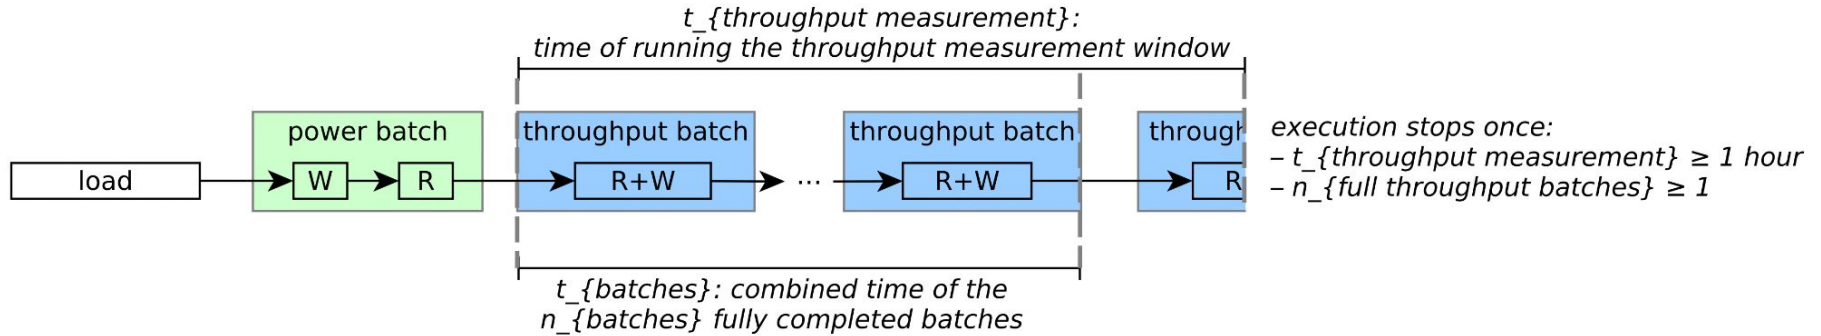 t_{throughput measurement}:
time of running the throughput measurement window
power batch
throughput batch
throughput batch
through
load
W
R
R+W
...
R+W
R
execution stops once:
– t_{throughput measurement} ≥ 1 hour
– n_{full throughput batches} ≥ 1
t_{batches}: combined time of the
n_{batches} fully completed batches